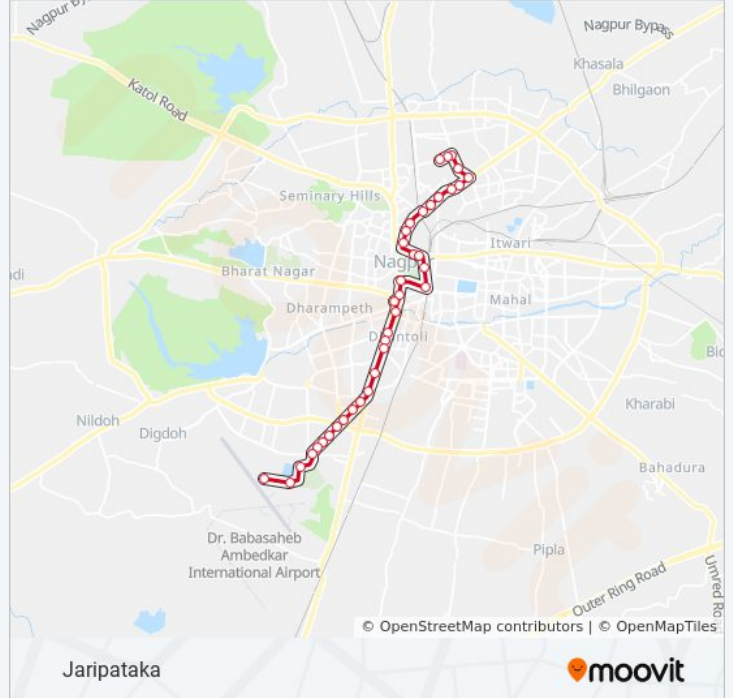 Nagpur By
Nagpur Bypass
Khasala
Katol Road
Bhilgaon
Seminary Hills
Itwari
Nagpur
adi
Bharat Nagar
Mahal
Dharampeth
Dhantoli
Bid
Kharabi
Nildoh
Digdoh
Bahadura
Dr. Babasaheb
Ambedkar
International Airport
Pipla
Outer Ring Road
Umred Ro
© OpenStreetMap contributors | © OpenMapTiles
Jaripataka
moovit